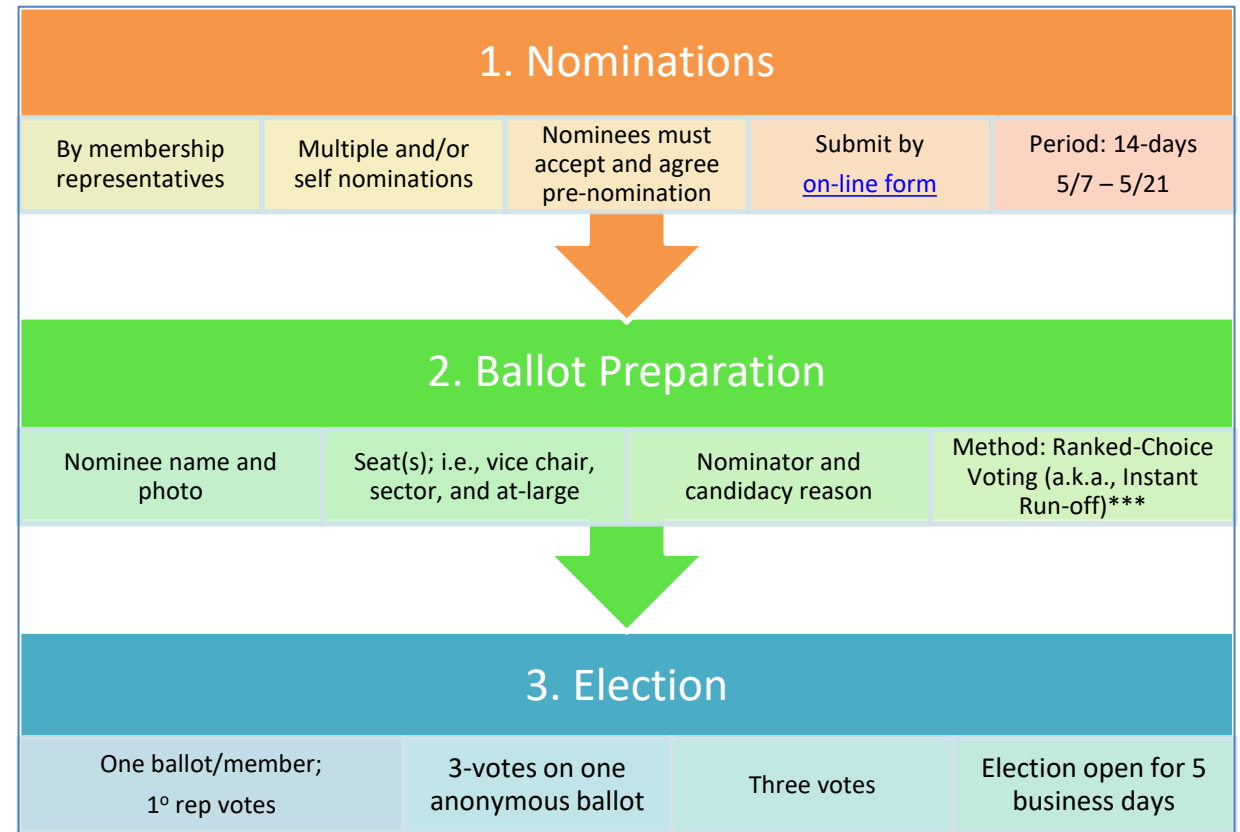 1. Nominations
By membership
representatives
Multiple and/or
self nominations
Nominees must
accept and agree
pre-nomination
Submit by
on-line form
Period: 14-days
5/7 – 5/21
2. Ballot Preparation
Nominee name and
photo
Seat(s); i.e., vice chair,
sector, and at-large
Nominator and
candidacy reason
Method: Ranked-Choice
Voting (a.k.a., Instant
Run-off)***
3. Election
One ballot/member;
1º rep votes
3-votes on one
anonymous ballot
Three votes
Election open for 5
business days